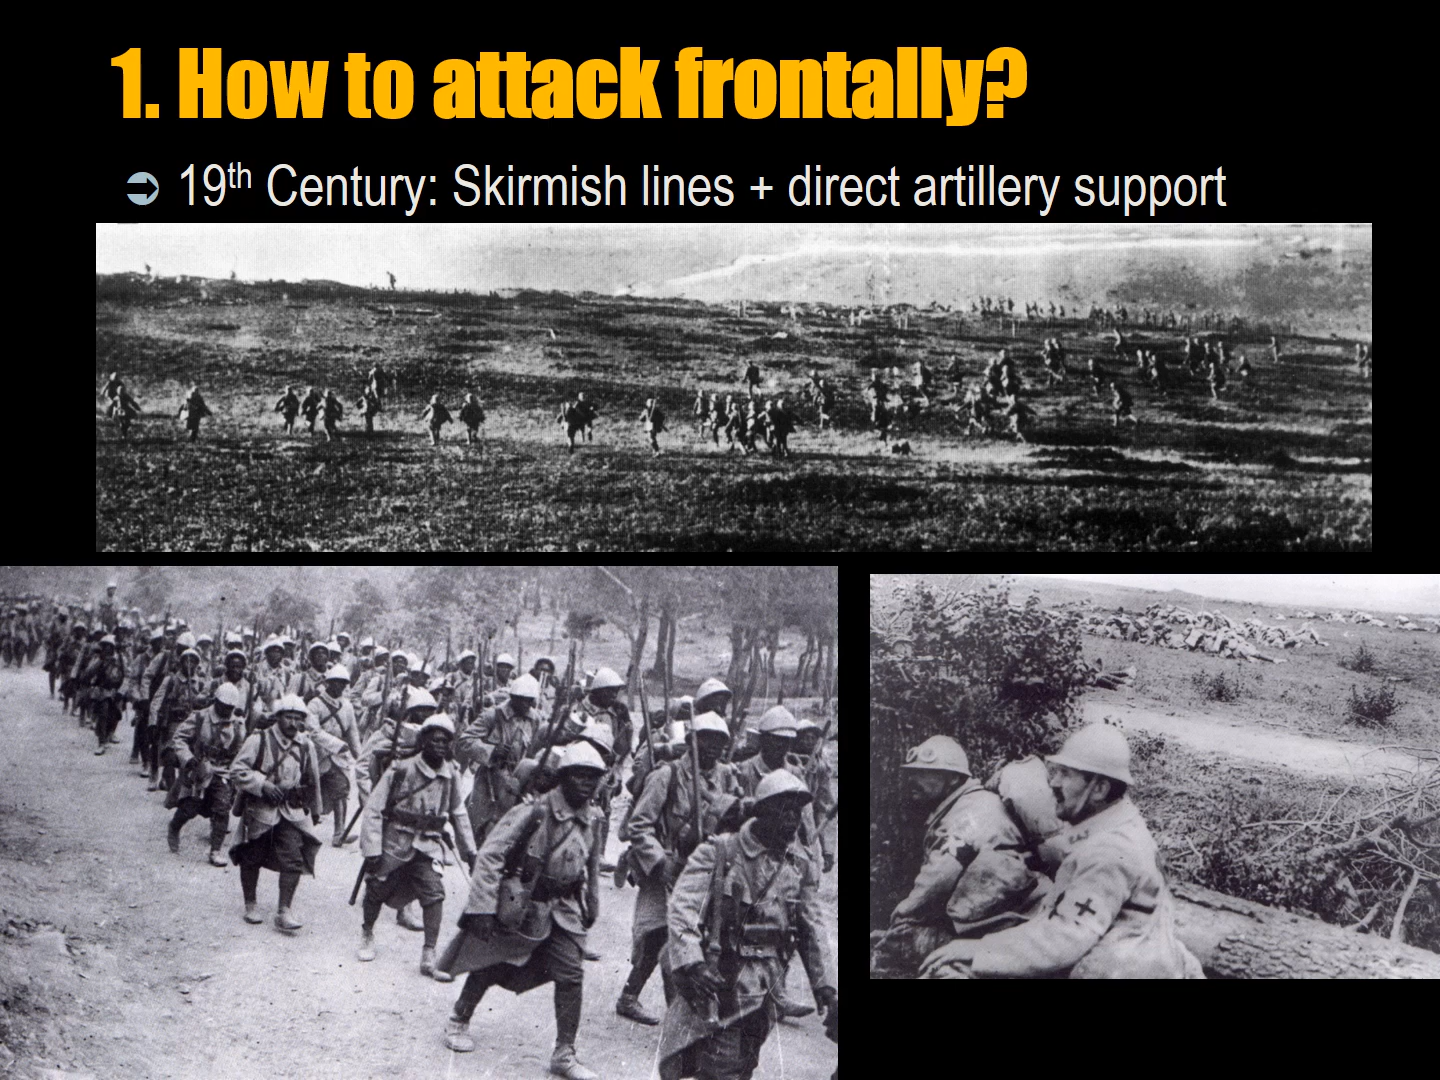 1. How to attack frontally?
19th Century: Skirmish lines + direct artillery support